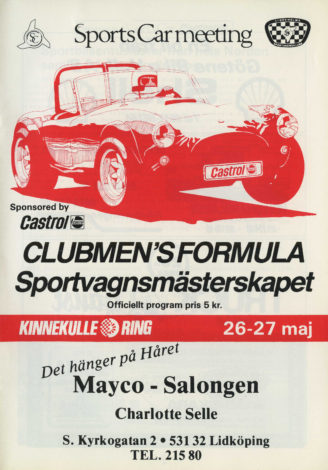 Sports Car meeting
Castrol
Sponsored by
Castrol
CLUBMEN'S FORMULA
Sportvagnsmästerskapet
Officiellt program pris 5 kr.
KINNEKULLE RING
26-27 maj
Det hänger på Håret
Mayco - Salongen
Charlotte Selle
S. Kyrkogatan 2 • 531 32 Lidköping
TEL. 215 80